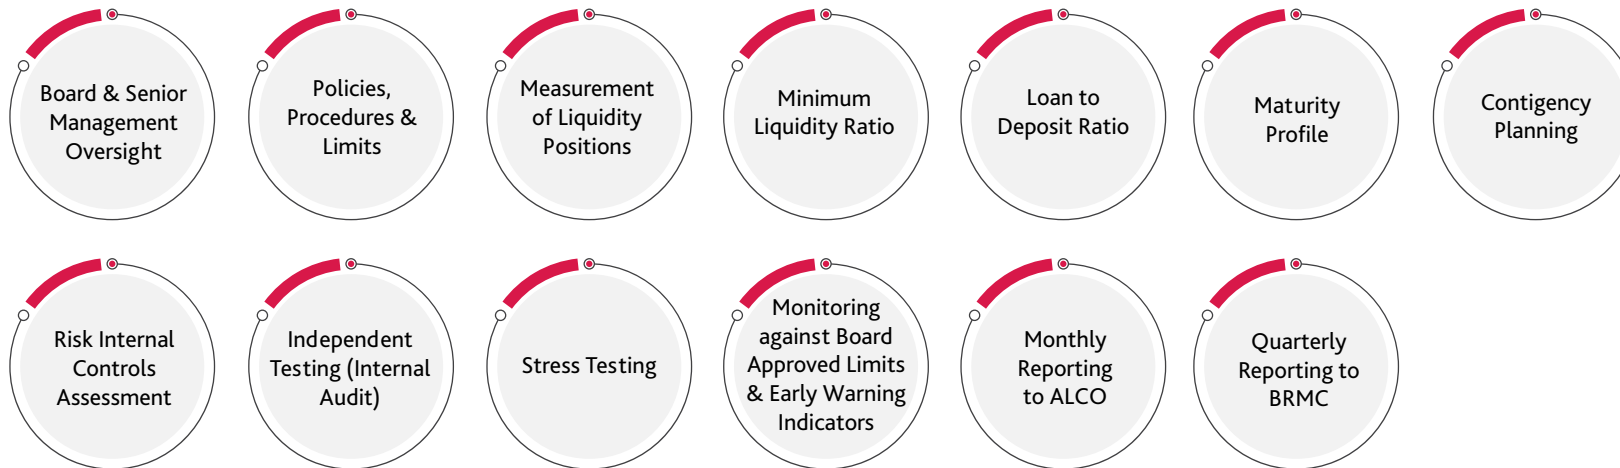 Board & Senior
Management
Oversight
Policies,
Procedures &
Limits
Measurement
of Liquidity
Positions
Minimum
Liquidity Ratio
Loan to
Deposit Ratio
Maturity
Profile
Contigency
Planning
Risk Internal
Controls
Assessment
Independent
Testing (Internal
Audit)
Stress Testing
Monitoring
against Board
Approved Limits
& Early Warning
Indicators
Monthly
Reporting
to ALCO
Quarterly
Reporting to
BRMC